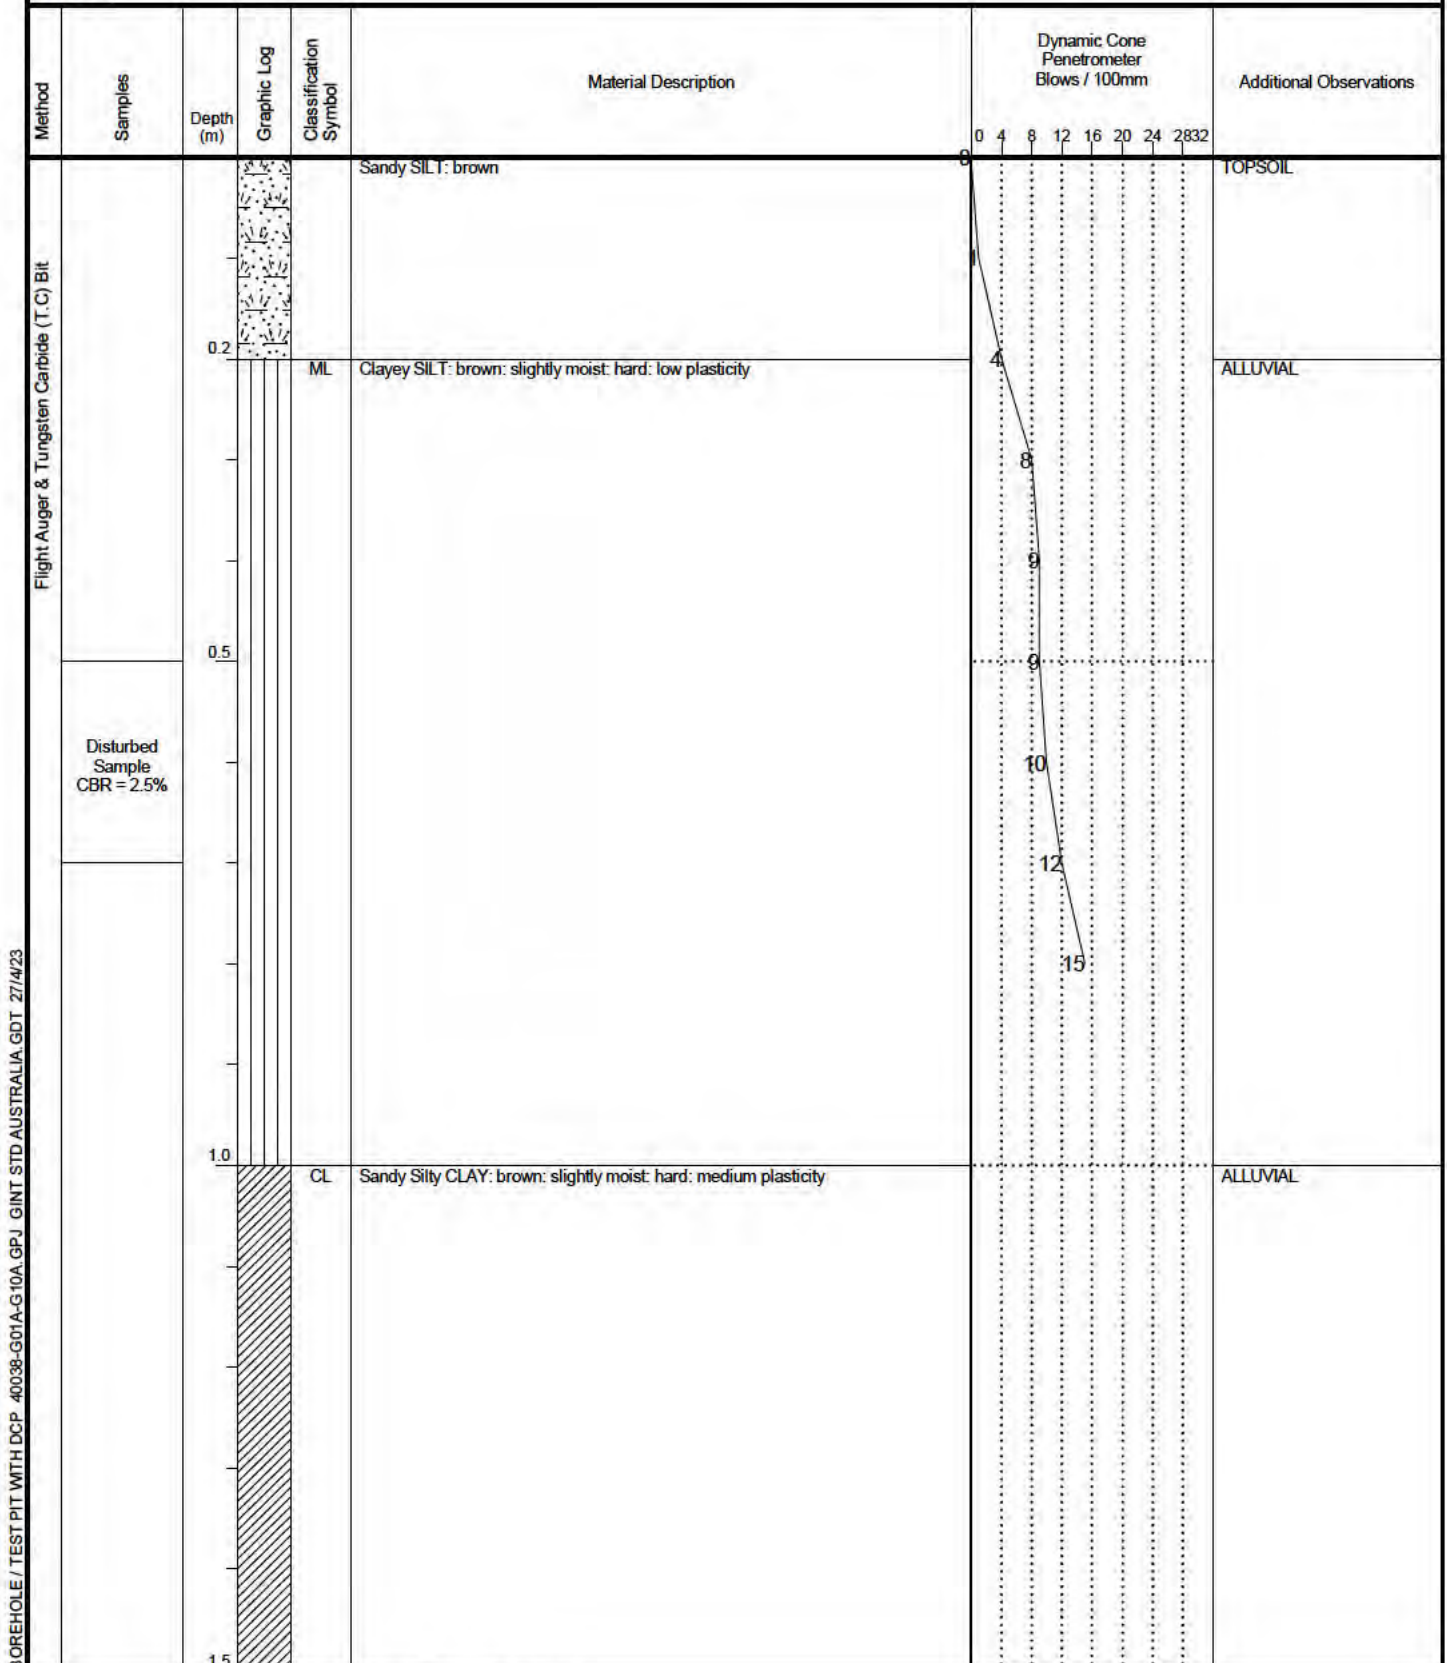 Method
Samples
Depth
(m)
Graphic Log
Classification
Symbol
Material Description
Dynamic Cone
Penetrometer
Blows / 100mm
0 4 8 12 16 20 24 2832
Additional Observations
Flight Auger & Tungsten Carbide (T.C) Bit
Sandy SILT: brown
0
TOPSOIL
1
0.2
ML
Clayey SILT: brown: slightly moist: hard: low plasticity
4
ALLUVIAL
8
9
0.5
9
Disturbed
Sample
CBR = 2.5%
10
12
15
1.0
CL
Sandy Silty CLAY: brown: slightly moist: hard: medium plasticity
ALLUVIAL
1.5
BOREHOLE / TEST PIT WITH DCP 40038-G01A-G10A.GPJ GINT STD AUSTRALIA.GDT 27/4/23